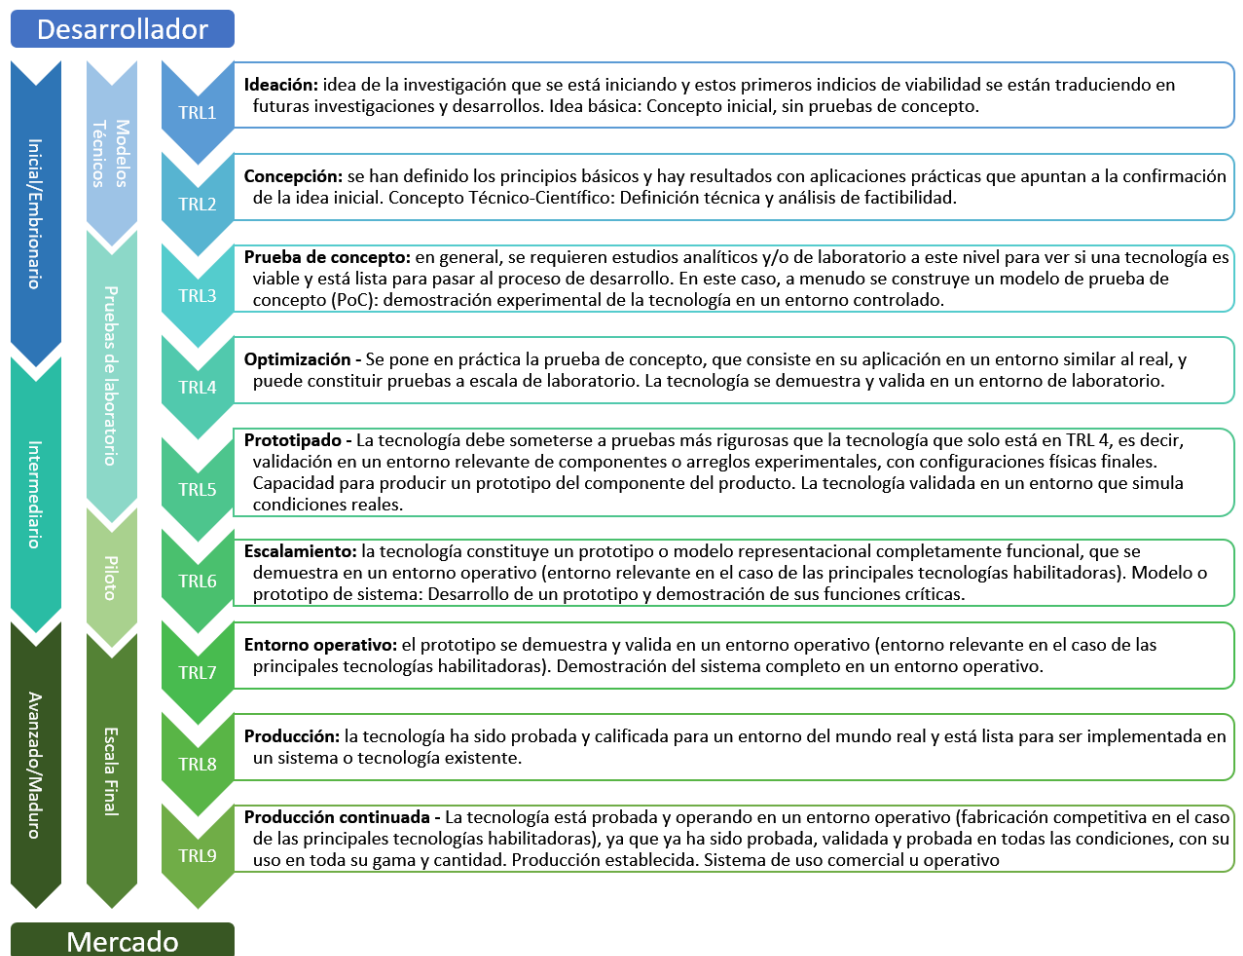 Desarrollador
Inicial/Embrionario
Intermediario
Avanzado/Maduro
Modelos
Técnicos
Pruebas de laboratorio
Piloto
Escala Final
TRL1
Ideación: idea de la investigación que se está iniciando y estos primeros indicios de viabilidad se están traduciendo en
futuras investigaciones y desarrollos. Idea básica: Concepto inicial, sin pruebas de concepto.
TRL2
Concepción: se han definido los principios básicos y hay resultados con aplicaciones prácticas que apuntan a la confirmación
de la idea inicial. Concepto Técnico-Científico: Definición técnica y análisis de factibilidad.
TRL3
Prueba de concepto: en general, se requieren estudios analíticos y/o de laboratorio a este nivel para ver si una tecnología es
viable y está lista para pasar al proceso de desarrollo. En este caso, a menudo se construye un modelo de prueba de
concepto (PoC): demostración experimental de la tecnología en un entorno controlado.
TRL4
Optimización - Se pone en práctica la prueba de concepto, que consiste en su aplicación en un entorno similar al real, y
puede constituir pruebas a escala de laboratorio. La tecnología se demuestra y valida en un entorno de laboratorio.
TRL5
Prototipado - La tecnología debe someterse a pruebas más rigurosas que la tecnología que solo está en TRL 4, es decir,
validación en un entorno relevante de componentes o arreglos experimentales, con configuraciones físicas finales.
Capacidad para producir un prototipo del componente del producto. La tecnología validada en un entorno que simula
condiciones reales.
TRL6
Escalamiento: la tecnología constituye un prototipo o modelo representacional completamente funcional, que se
demuestra en un entorno operativo (entorno relevante en el caso de las principales tecnologías habilitadoras). Modelo o
prototipo de sistema: Desarrollo de un prototipo y demostración de sus funciones críticas.
TRL7
Entorno operativo: el prototipo se demuestra y valida en un entorno operativo (entorno relevante en el caso de las
principales tecnologías habilitadoras). Demostración del sistema completo en un entorno operativo.
TRL8
Producción: la tecnología ha sido probada y calificada para un entorno del mundo real y está lista para ser implementada en
un sistema o tecnología existente.
TRL9
Producción continuada - La tecnología está probada y operando en un entorno operativo (fabricación competitiva en el caso
de las principales tecnologías habilitadoras), ya que ya ha sido probada, validada y probada en todas las condiciones, con su
uso en toda su gama y cantidad. Producción establecida. Sistema de uso comercial u operativo
Mercado